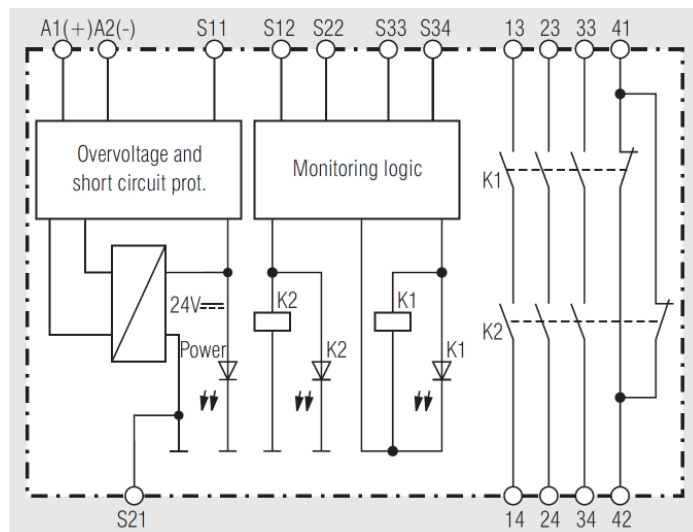 A1(+) A2(-) S11 S12 S22 S33 S34 13 23 33 41
Overvoltage and
short circuit prot.
Monitoring logic
K1
24V
K2
K1
K2
Power
K2
K1
S21
14 24 34 42